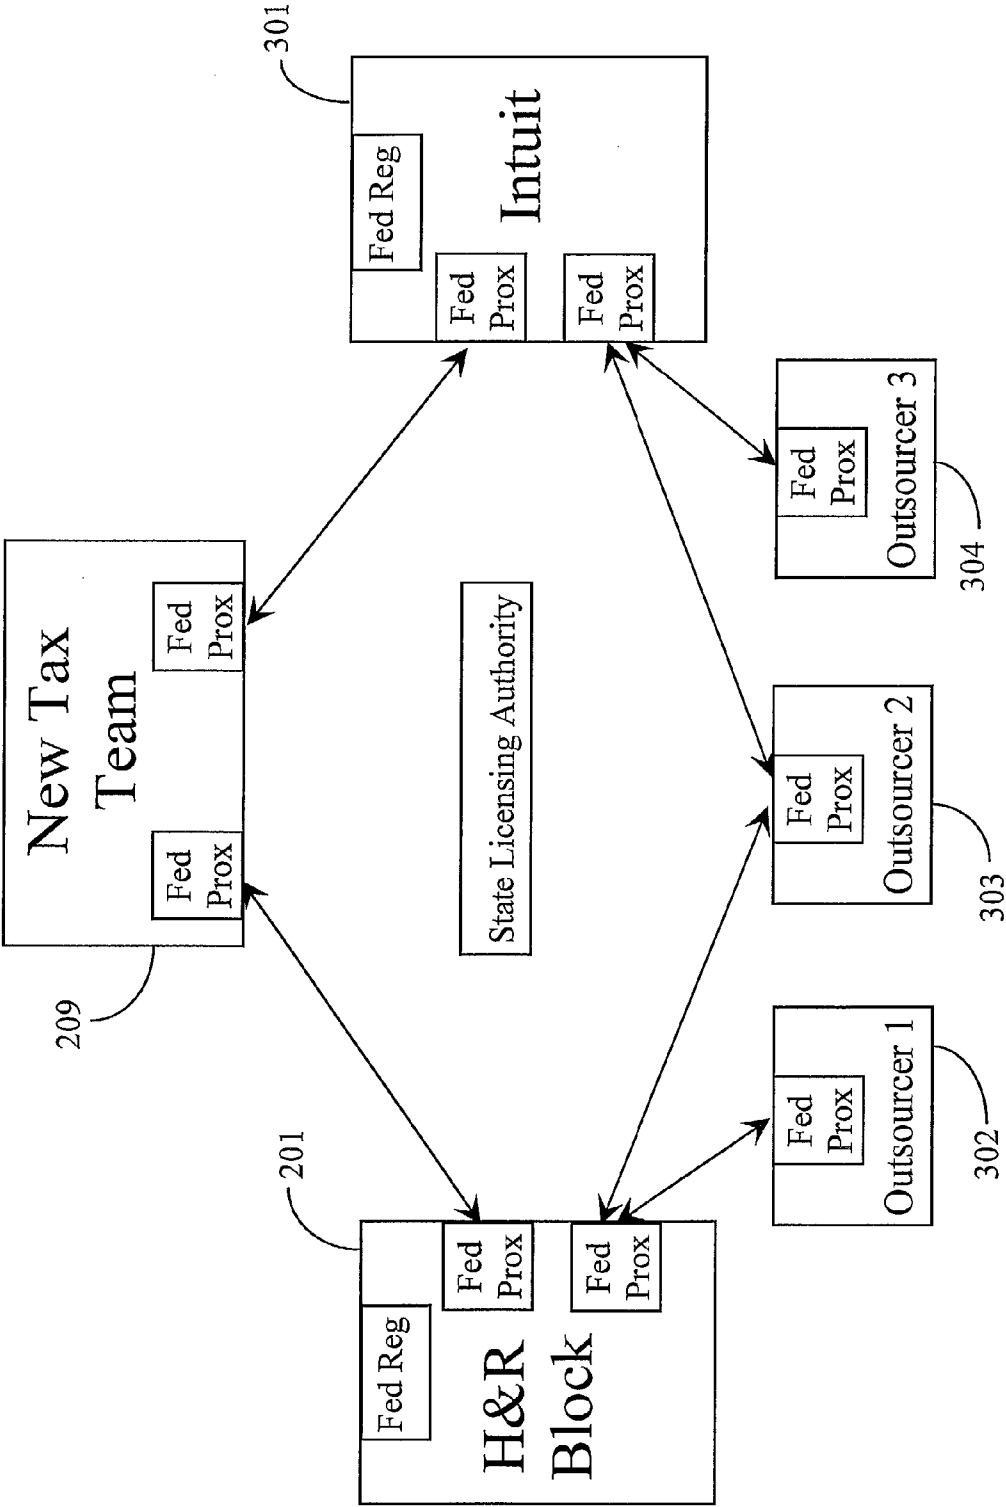 209
New Tax
Team
Fed
Prox
Fed
Prox
201
301
Fed Reg
Fed Reg
H&R
Block
Fed
Prox
Fed
Prox
State Licensing Authority
Fed
Prox
Fed
Prox
Intuit
Fed
Prox
Outsourcer 1
302
Fed
Prox
Outsourcer 2
303
Fed
Prox
Outsourcer 3
304